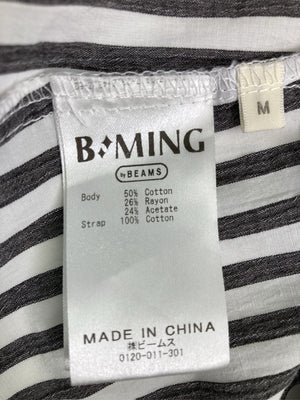 B✦MING
by BEAMS
Body 50% Cotton
26% Rayon
24% Acetate
Strap 100% Cotton
MADE IN CHINA
㈱ビームス
0120-011-301
M